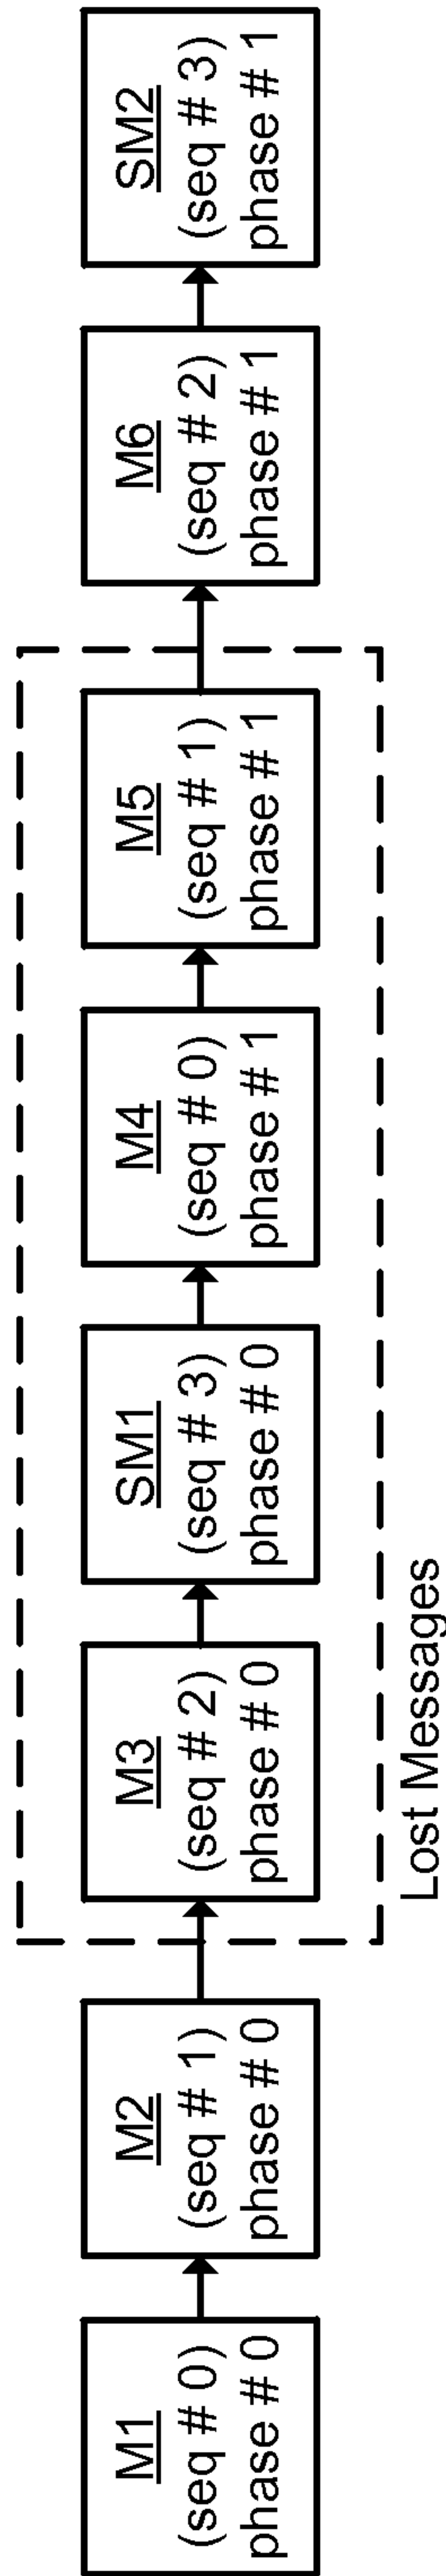 M1
(seq # 0)
phase # 0
M2
(seq # 1)
phase # 0
M3
(seq # 2)
phase # 0
SM1
(seq # 3)
phase # 0
M4
(seq # 0)
phase # 1
M5
(seq # 1)
phase # 1
M6
(seq # 2)
phase # 1
SM2
(seq # 3)
phase # 1
Lost Messages